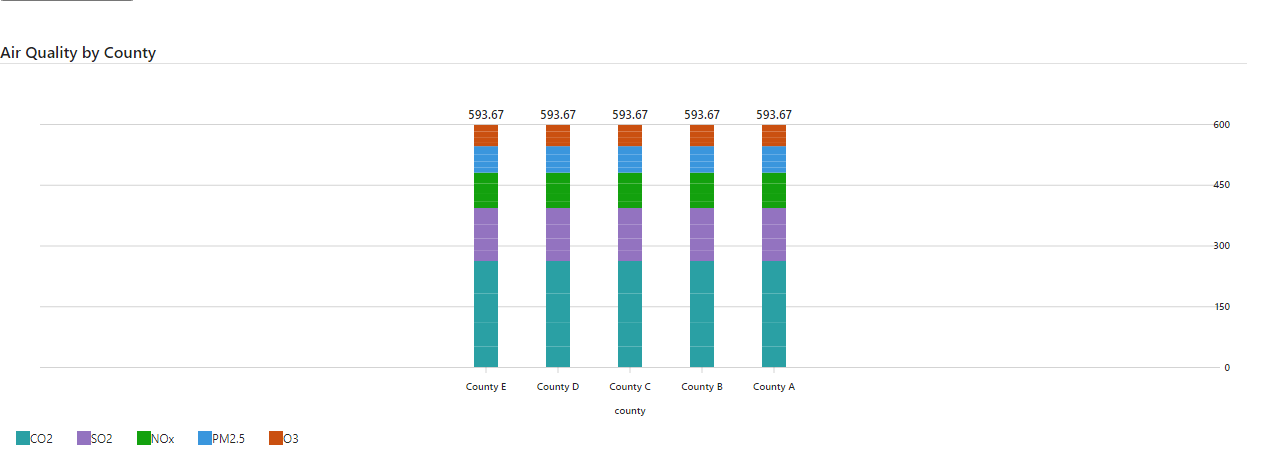 Air Quality by County
593.67 593.67 593.67 593.67 593.67
600
450
300
150
0
County E County D County C County B County A
county
CO2 SO2 NOx PM2.5 O3